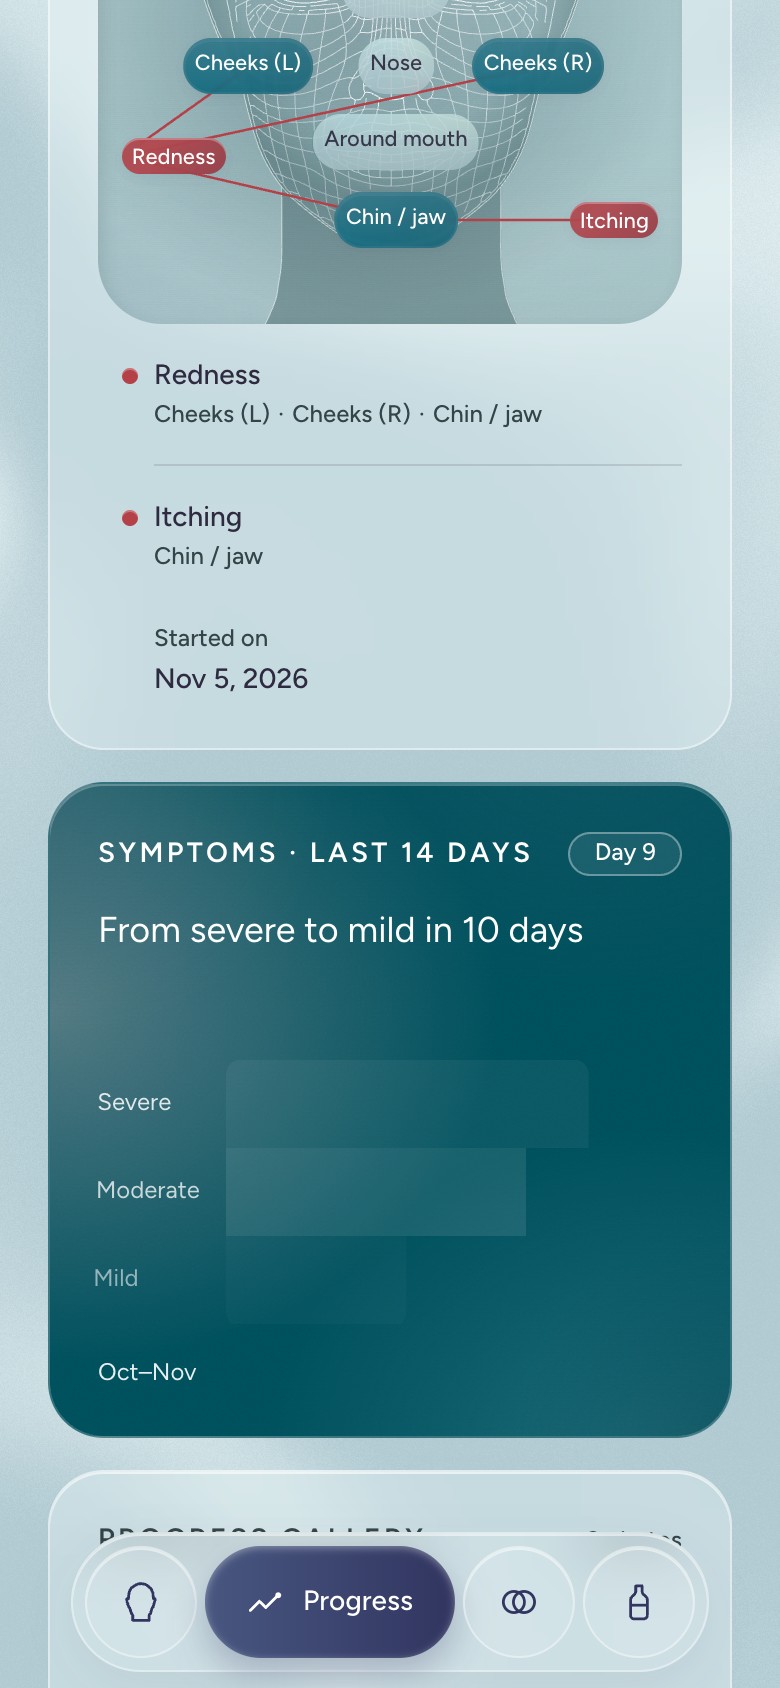 Cheeks (L)
Nose
Cheeks (R)
Around mouth
Redness
Chin / jaw
Itching
Redness
Cheeks (L) · Cheeks (R) · Chin / jaw
Itching
Chin / jaw
Started on
Nov 5, 2026
SYMPTOMS · LAST 14 DAYS
Day 9
From severe to mild in 10 days
Severe
Moderate
Mild
Oct–Nov
PROGRESS GALLERY
Progress